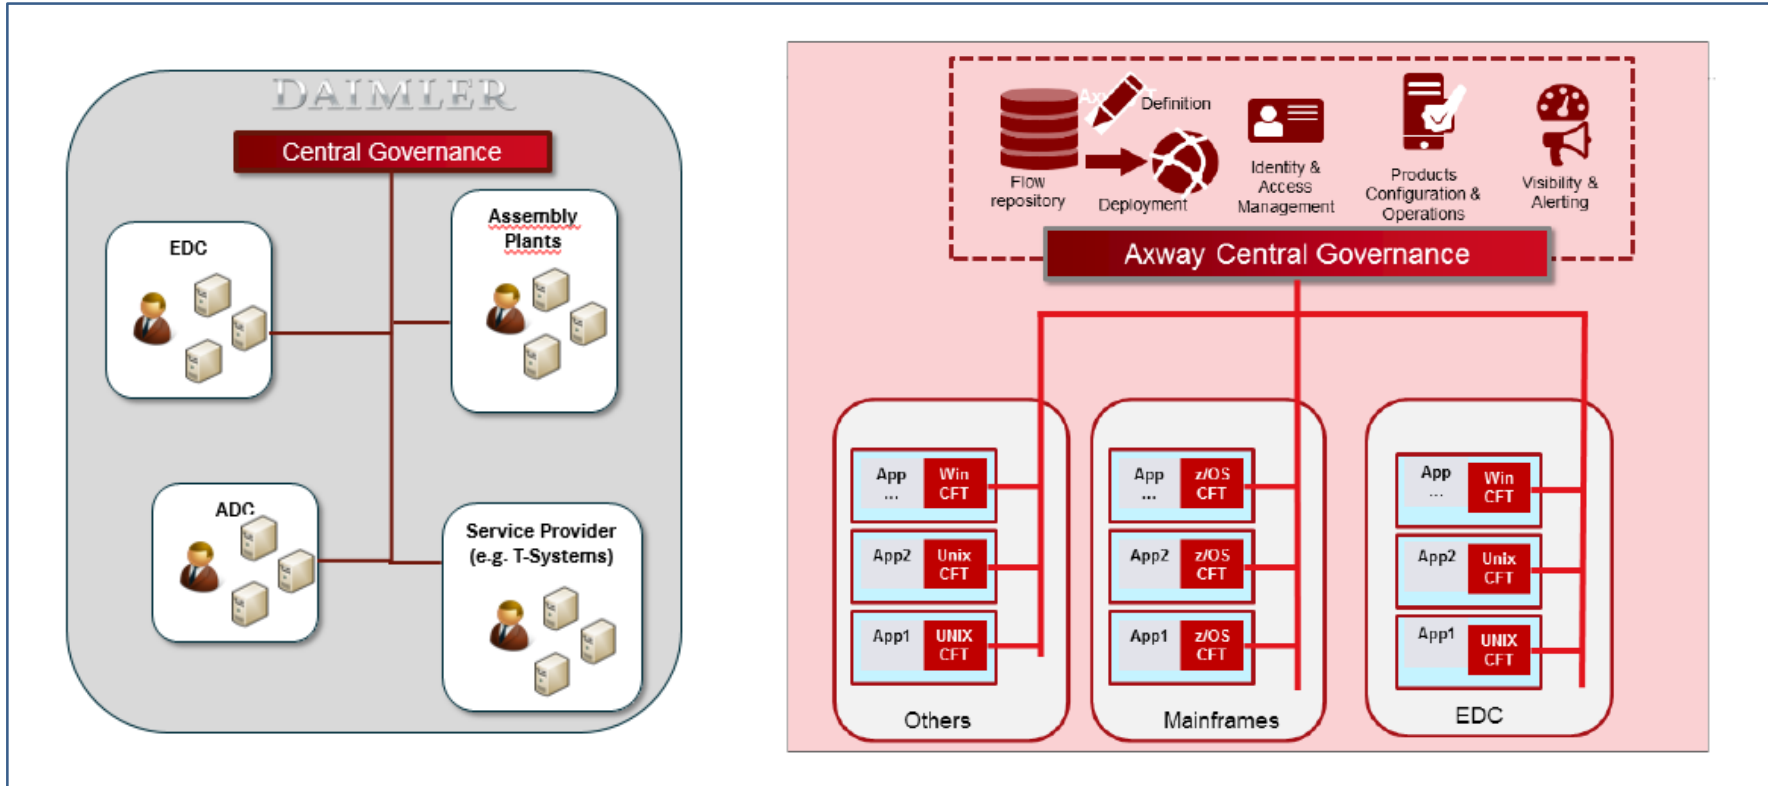 DAIMLER
Central Governance
EDC
Assembly
Plants
ADC
Service Provider
(e.g. T-Systems)
Definition
Flow
repository
Deployment
Identity &
Access
Management
Products
Configuration &
Operations
Visibility &
Alerting
Axway Central Governance
App
...
Win
CFT
App2
Unix
CFT
App1
UNIX
CFT
Others
App
...
z/OS
CFT
App2
z/OS
CFT
App1
z/OS
CFT
Mainframes
App
...
Win
CFT
App2
Unix
CFT
App1
UNIX
CFT
EDC